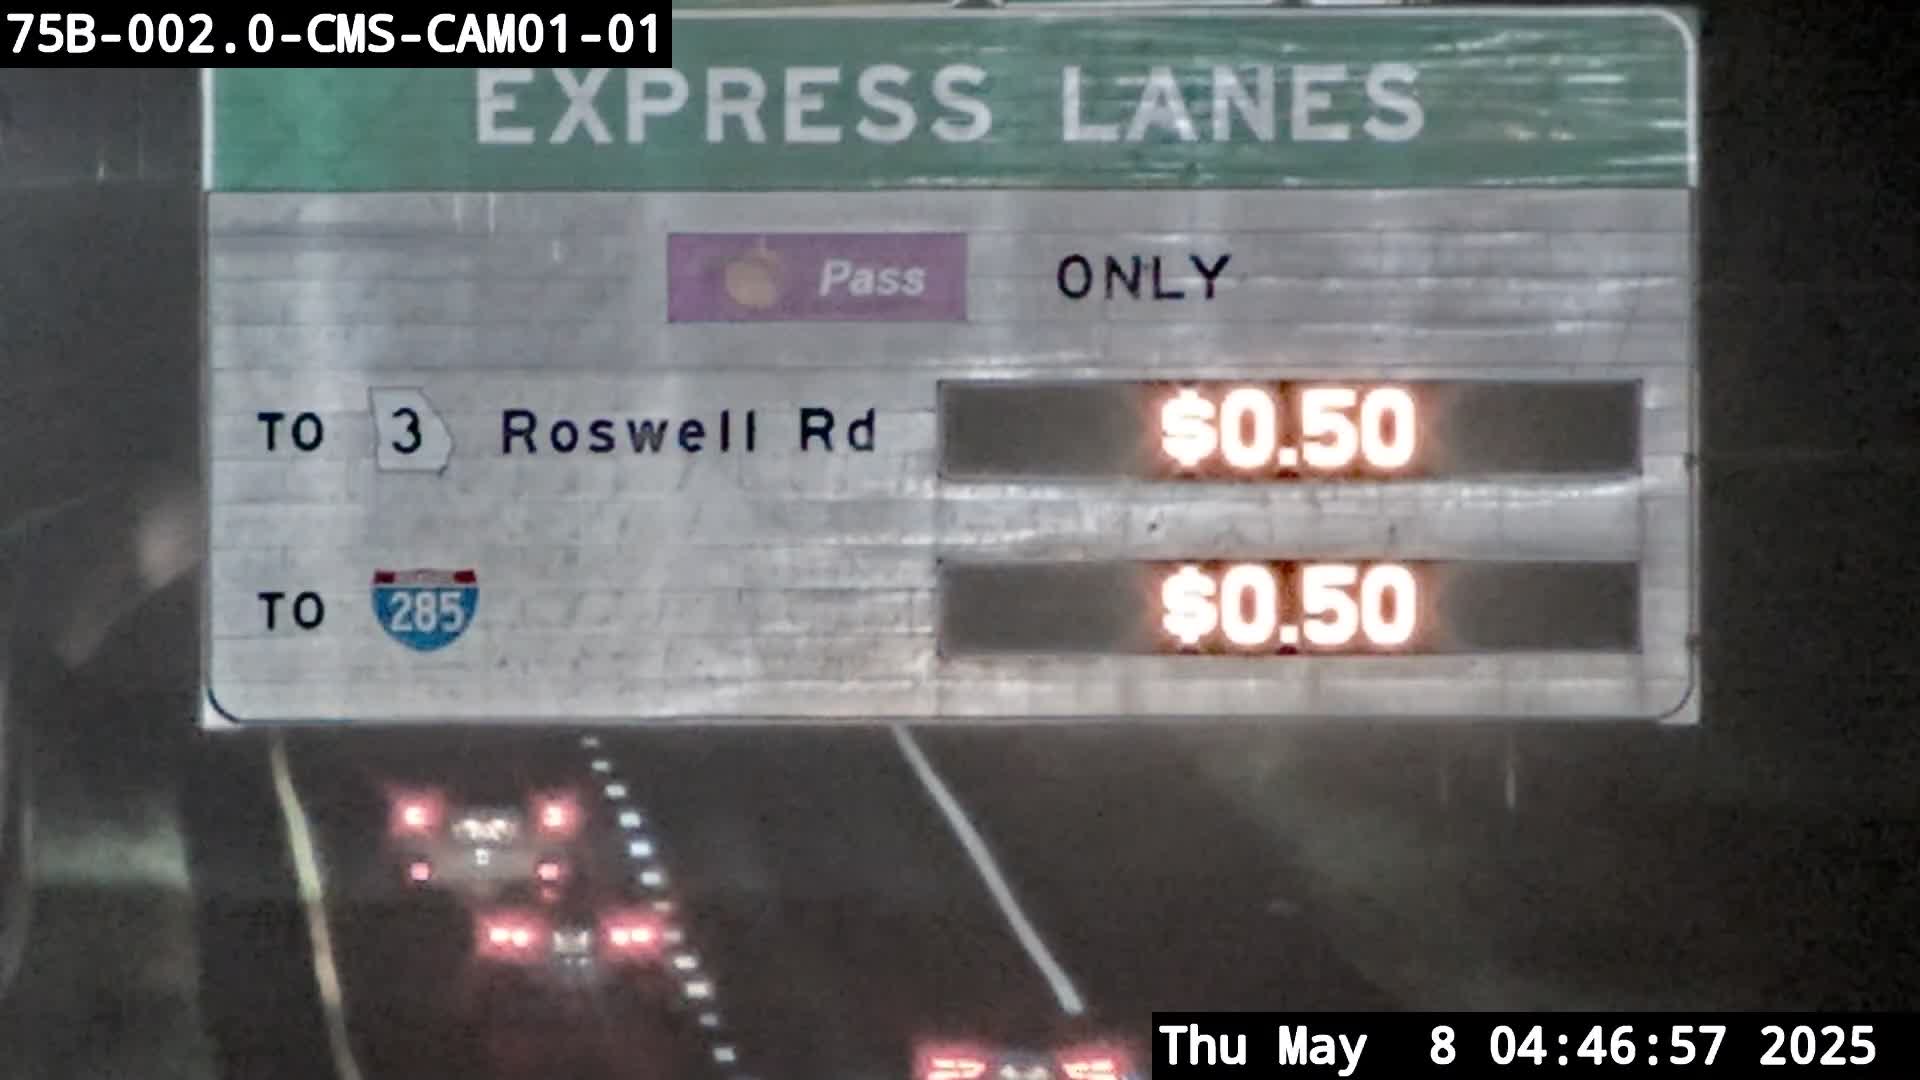 75B-002.0-CMS-CAM01-01
EXPRESS LANES
Pass ONLY
TO 3 Roswell Rd $0.50
TO 285 $0.50
Thu May 8 04:46:57 2025